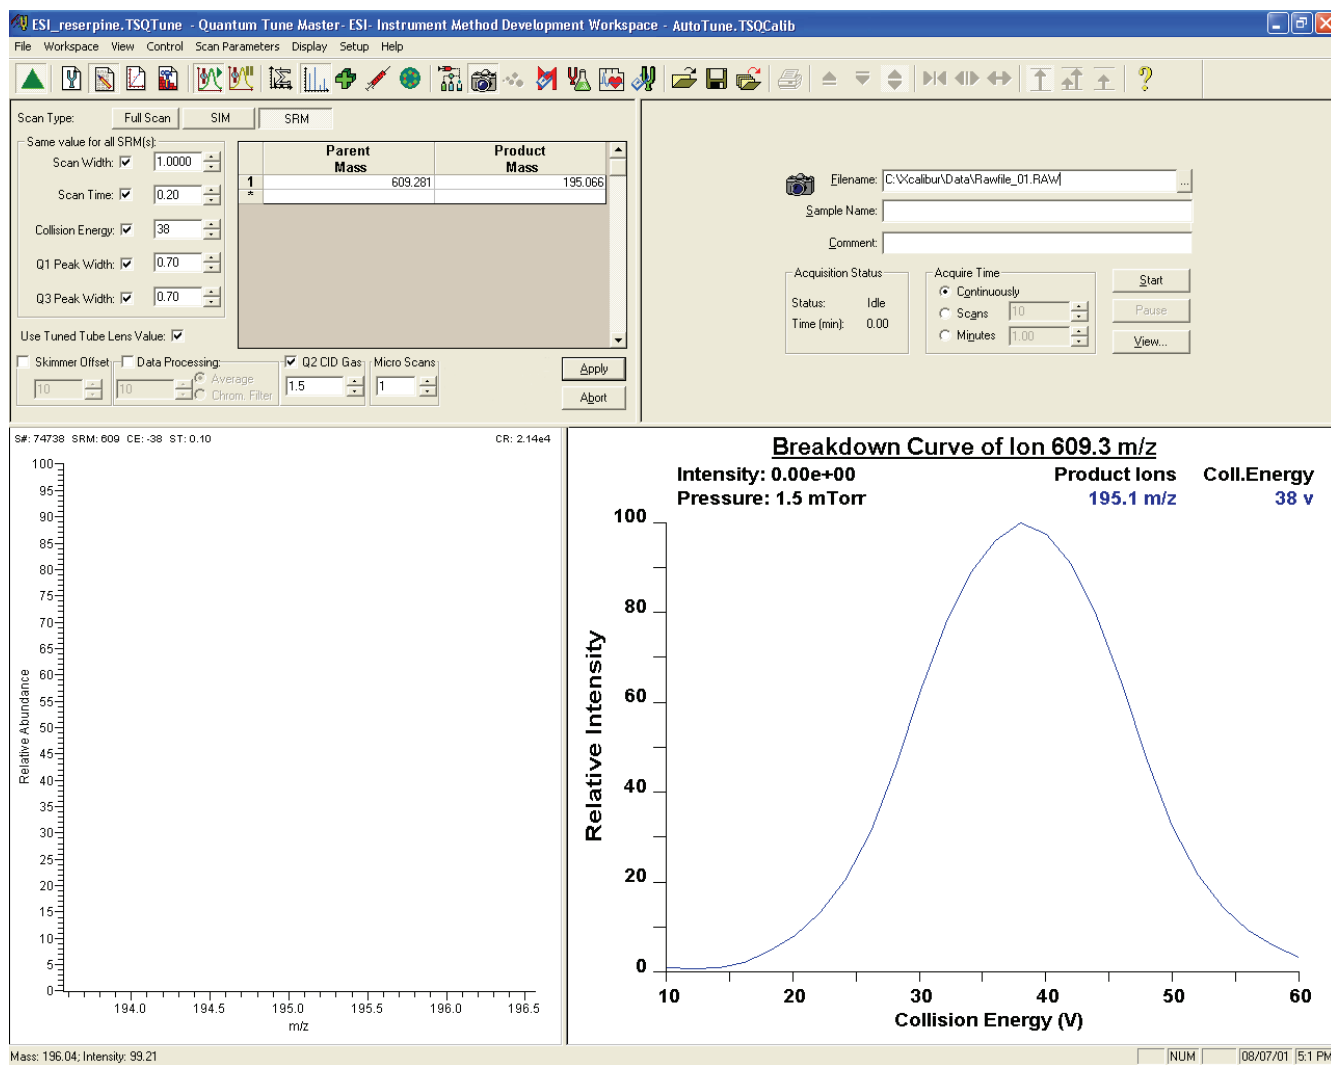 ESI_reserpine.TSQTune - Quantum Tune Master- ESI- Instrument Method Development Workspace - AutoTune.TSQCalib
File Workspace View Control Scan Parameters Display Setup Help
Scan Type: Full Scan SIM SRM
Same value for all SRM(s):
Scan Width: 1.0000
Scan Time: 0.20
Collision Energy: 38
Q1 Peak Width: 0.70
Q3 Peak Width: 0.70
Use Tuned Tube Lens Value:
Parent Mass Product Mass
1 609.281 195.066
*
Skimmer Offset Data Processing: Q2 CID Gas Micro Scans
10 10 Average 1.5 1
Chrom. Filter
Apply
Abort
Filename: C:\Xcalibur\Data\Rawfile_01.RAW ...
Sample Name:
Comment:
Acquisition Status
Status: Idle
Time (min): 0.00
Acquire Time
Continuously
Scans 10
Minutes 1.00
Start
Pause
View...
S#: 74738 SRM: 609 CE: -38 ST: 0.10 CR: 2.14e4
100
95
90
85
80
75
70
65
60
55
50
45
40
35
30
25
20
15
10
5
0
Relative Abundance
194.0 194.5 195.0 195.5 196.0 196.5
m/z
Breakdown Curve of Ion 609.3 m/z
Intensity: 0.00e+00 Product Ions Coll.Energy
Pressure: 1.5 mTorr 195.1 m/z 38 v
100
80
60
40
20
0
Relative Intensity
10 20 30 40 50 60
Collision Energy (V)
Mass: 196.04; Intensity: 99.21
NUM 08/07/01 5:1 PM